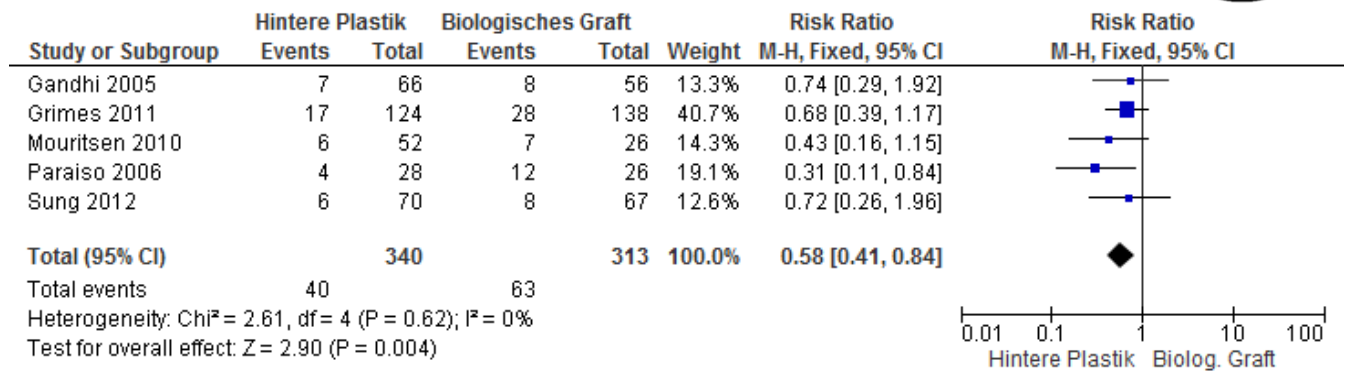 Hintere Plastik Biologisches Graft Risk Ratio Risk Ratio
Study or Subgroup Events Total Events Total Weight M-H, Fixed, 95% CI M-H, Fixed, 95% CI
Gandhi 2005 7 66 8 56 13.3% 0.74 [0.29, 1.92]
Grimes 2011 17 124 28 138 40.7% 0.68 [0.39, 1.17]
Mouritsen 2010 6 52 7 26 14.3% 0.43 [0.16, 1.15]
Paraiso 2006 4 28 12 26 19.1% 0.31 [0.11, 0.84]
Sung 2012 6 70 8 67 12.6% 0.72 [0.26, 1.96]
Total (95% CI) 340 313 100.0% 0.58 [0.41, 0.84]
Total events 40 63
Heterogeneity: Chi² = 2.61, df = 4 (P = 0.62); I² = 0%
Test for overall effect: Z = 2.90 (P = 0.004)
0.01 0.1 1 10 100
Hintere Plastik Biolog. Graft